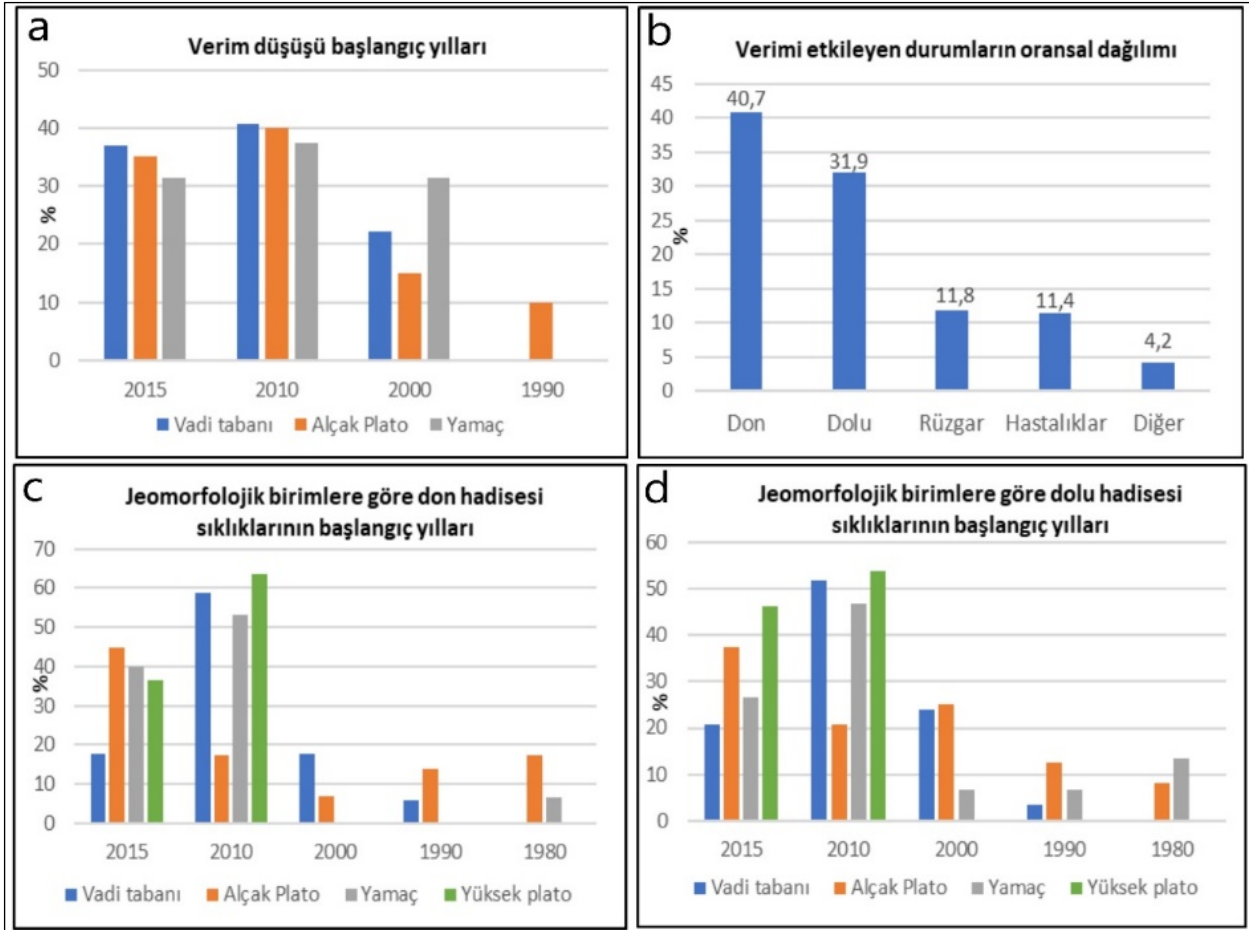 a
Verim düşüşü başlangıç yılları
50
40
30
20
10
0
%
2015 2010 2000 1990
Vadi tabanı Alçak Plato Yamaç
b
Verimi etkileyen durumların oransal dağılımı
45
40
35
30
25
20
15
10
5
0
%
40,7
31,9
11,8
11,4
4,2
Don Dolu Rüzgar Hastalıklar Diğer
c
Jeomorfolojik birimlere göre don hadisesi
sıklıklarının başlangıç yılları
70
60
50
40
30
20
10
0
%
2015 2010 2000 1990 1980
Vadi tabanı Alçak Plato Yamaç Yüksek plato
d
Jeomorfolojik birimlere göre dolu hadisesi
sıklıklarının başlangıç yılları
60
50
40
30
20
10
0
%
2015 2010 2000 1990 1980
Vadi tabanı Alçak Plato Yamaç Yüksek plato